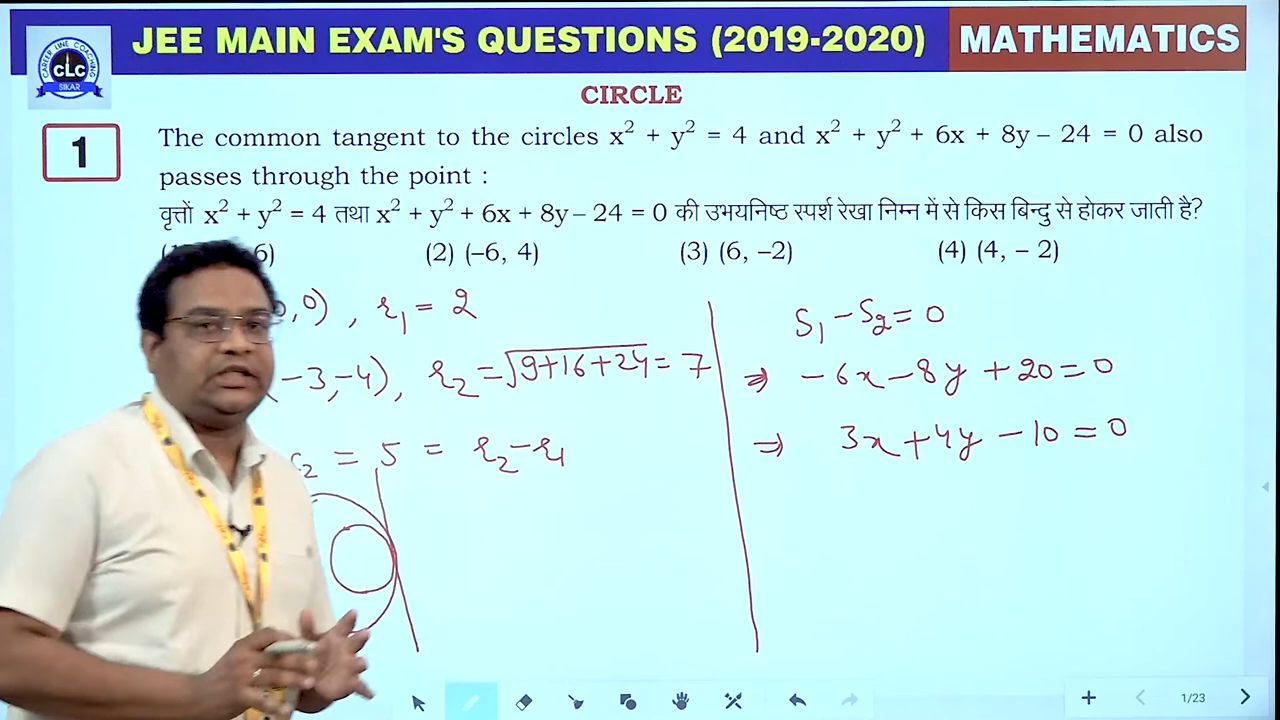 JEE MAIN EXAM'S QUESTIONS (2019-2020) MATHEMATICS
CAREER LINE COACHING
CLC
SIKAR
CIRCLE
1
The common tangent to the circles x² + y² = 4 and x² + y² + 6x + 8y – 24 = 0 also
passes through the point :
वृत्तों x² + y² = 4 तथा x² + y² + 6x + 8y – 24 = 0 की उभयनिष्ठ स्पर्श रेखा निम्न में से किस बिन्दु से होकर जाती है?
6) (2) (–6, 4) (3) (6, –2) (4) (4, – 2)
,0) , r₁ = 2
–3,–4), r₂ = √9+16+24 = 7
c₂ = 5 = r₂–r₁
S₁ –S₂ = 0
⇒ –6x–8y +20=0
⇒ 3x+4y –10 =0
1/23